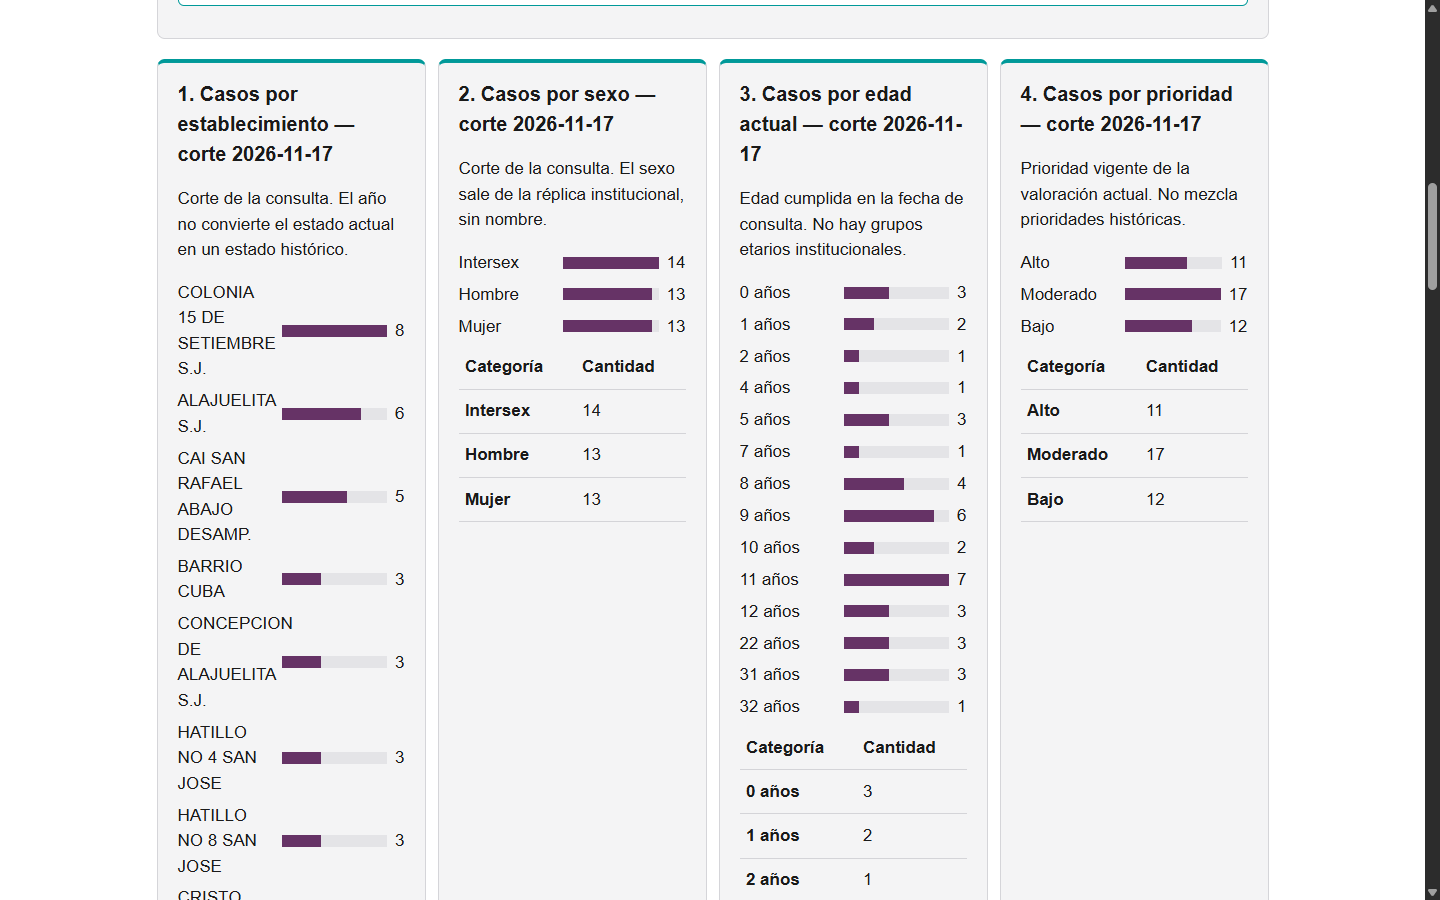 1. Casos por
establecimiento —
corte 2026-11-17
Corte de la consulta. El año
no convierte el estado actual
en un estado histórico.
COLONIA
15 DE
SETIEMBRE
S.J.
8
ALAJUELITA
S.J.
6
CAI SAN
RAFAEL
ABAJO
DESAMP.
5
BARRIO
CUBA
3
CONCEPCION
DE
ALAJUELITA
S.J.
3
HATILLO
NO 4 SAN
JOSE
3
HATILLO
NO 8 SAN
JOSE
3
CRISTO
2. Casos por sexo —
corte 2026-11-17
Corte de la consulta. El sexo
sale de la réplica institucional,
sin nombre.
Intersex 14
Hombre 13
Mujer 13
Categoría Cantidad
Intersex 14
Hombre 13
Mujer 13
3. Casos por edad
actual — corte 2026-11-
17
Edad cumplida en la fecha de
consulta. No hay grupos
etarios institucionales.
0 años 3
1 años 2
2 años 1
4 años 1
5 años 3
7 años 1
8 años 4
9 años 6
10 años 2
11 años 7
12 años 3
22 años 3
31 años 3
32 años 1
Categoría Cantidad
0 años 3
1 años 2
2 años 1
4. Casos por prioridad
— corte 2026-11-17
Prioridad vigente de la
valoración actual. No mezcla
prioridades históricas.
Alto 11
Moderado 17
Bajo 12
Categoría Cantidad
Alto 11
Moderado 17
Bajo 12